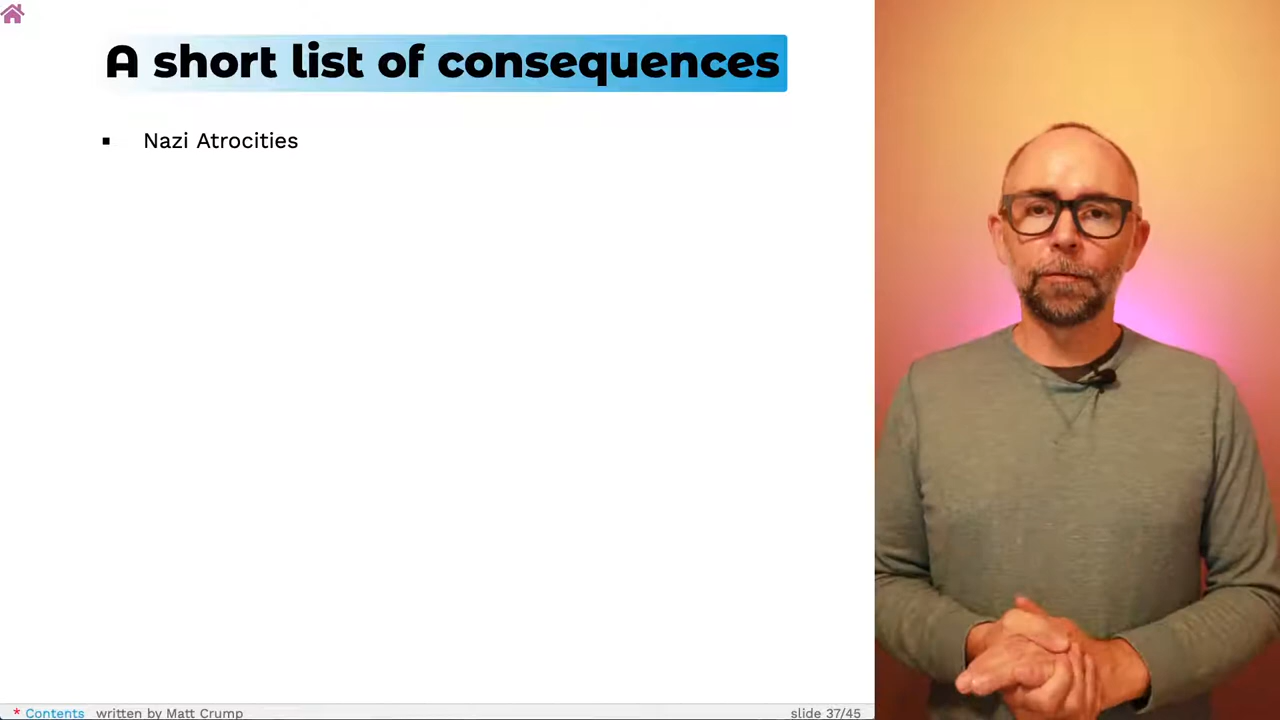 A short list of consequences
▪ Nazi Atrocities
* Contents written by Matt Crump slide 37/45